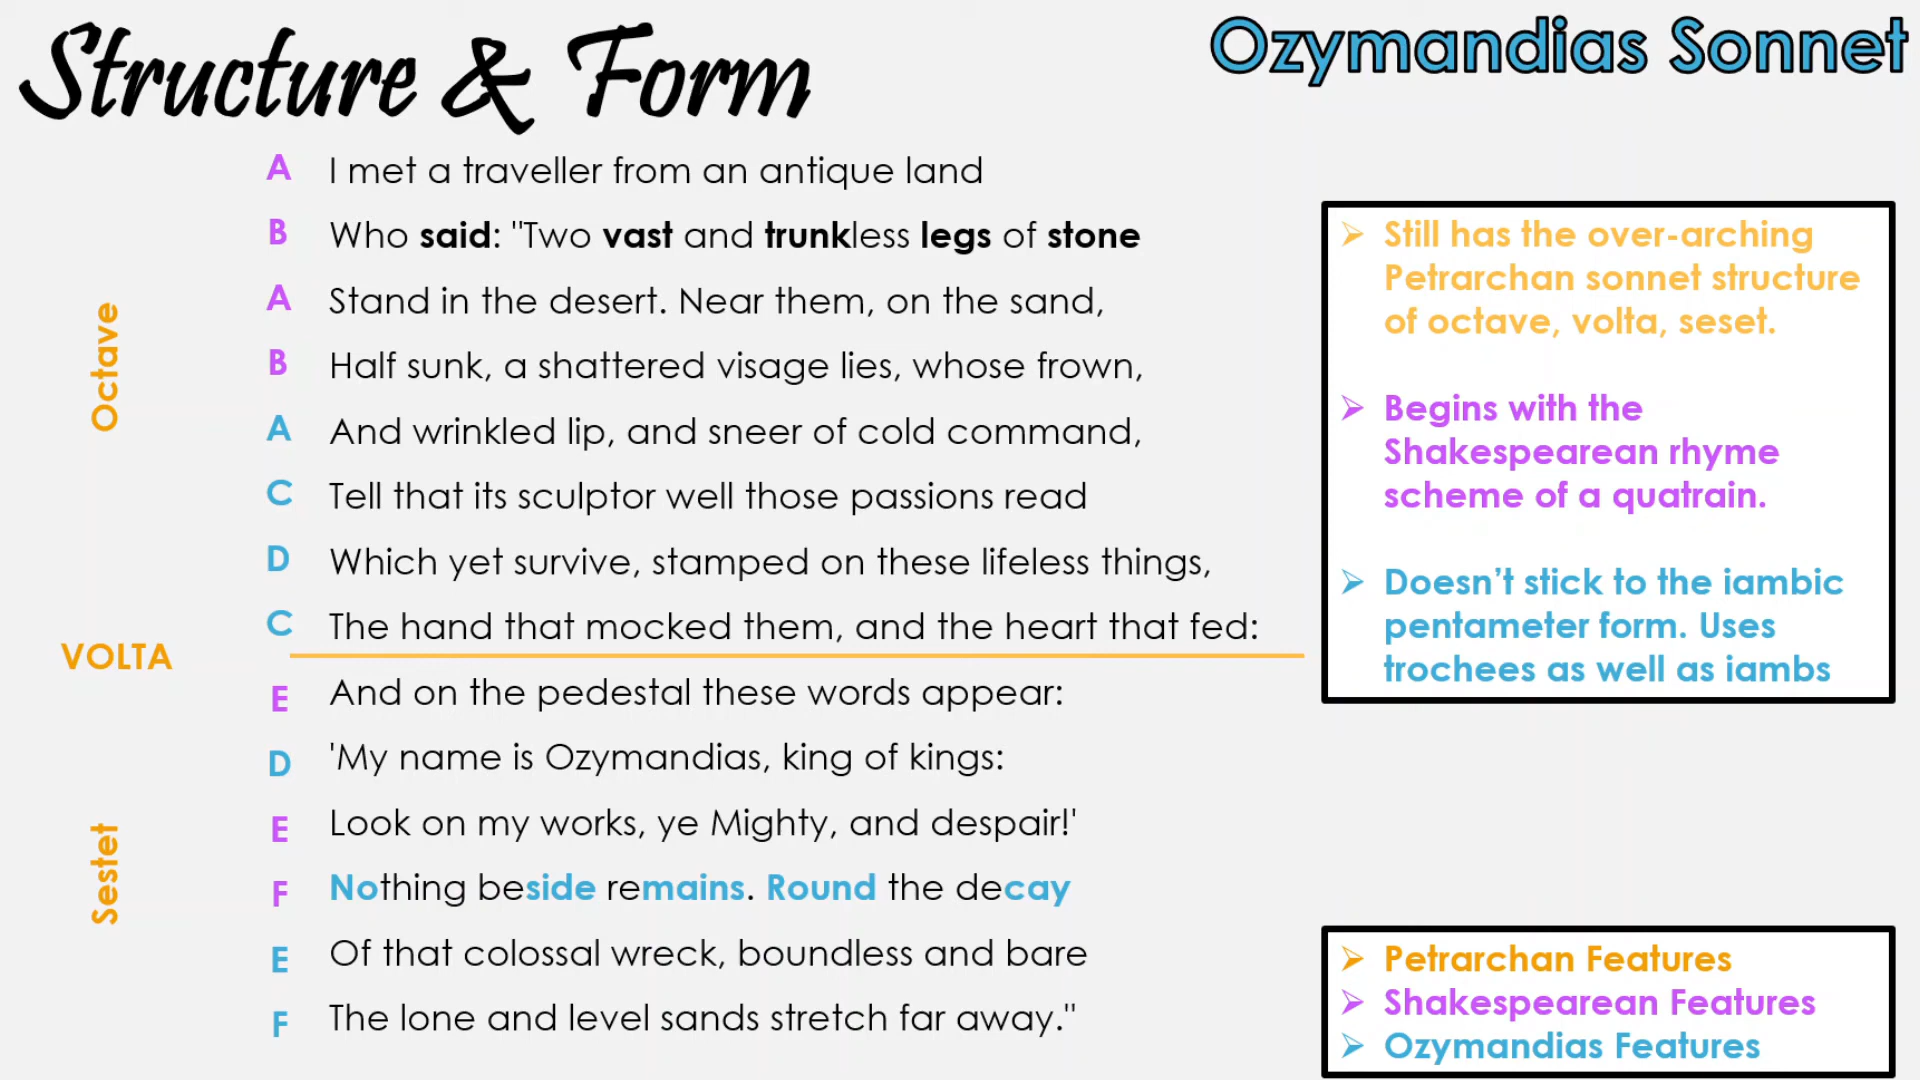 Structure & Form
Ozymandias Sonnet
A I met a traveller from an antique land
B Who said: "Two vast and trunkless legs of stone
A Stand in the desert. Near them, on the sand,
B Half sunk, a shattered visage lies, whose frown,
A And wrinkled lip, and sneer of cold command,
C Tell that its sculptor well those passions read
D Which yet survive, stamped on these lifeless things,
C The hand that mocked them, and the heart that fed:
E And on the pedestal these words appear:
D 'My name is Ozymandias, king of kings:
E Look on my works, ye Mighty, and despair!'
F Nothing beside remains. Round the decay
E Of that colossal wreck, boundless and bare
F The lone and level sands stretch far away."
Octave
VOLTA
Sestet
Still has the over-arching
Petrarchan sonnet structure
of octave, volta, seset.
Begins with the
Shakespearean rhyme
scheme of a quatrain.
Doesn't stick to the iambic
pentameter form. Uses
trochees as well as iambs
Petrarchan Features
Shakespearean Features
Ozymandias Features